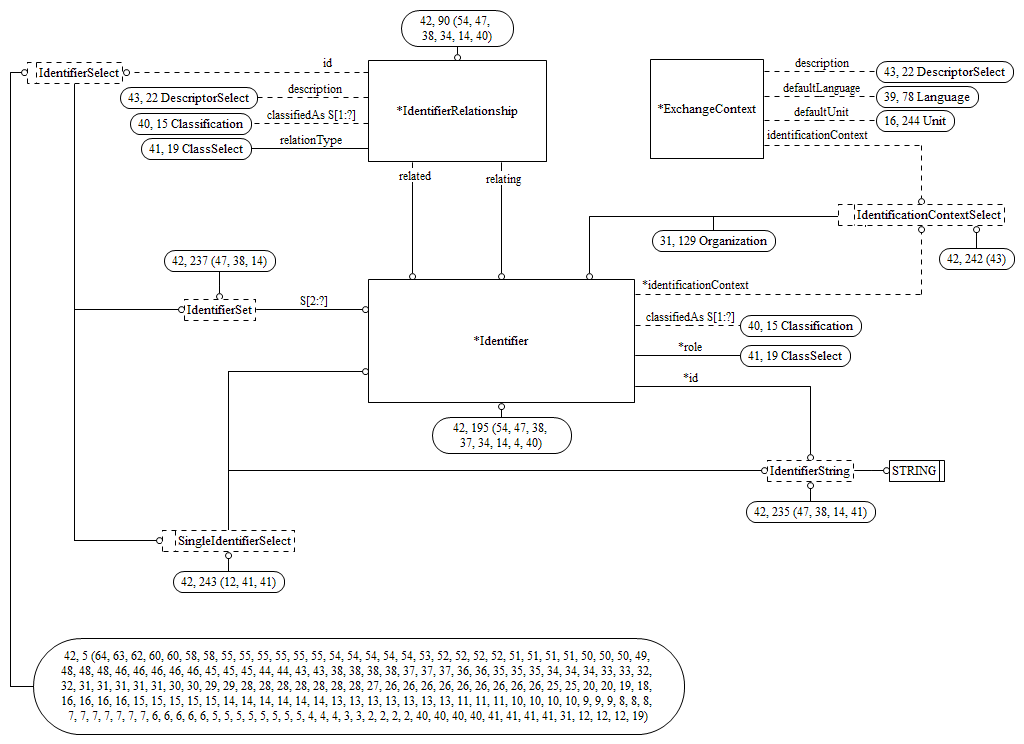 42, 90 (54, 47,
38, 34, 14, 40)
IdentifierSelect
id
description
43, 22 DescriptorSelect
classifiedAs S[1:?]
40, 15 Classification
relationType
41, 19 ClassSelect
*IdentifierRelationship
*ExchangeContext
description
43, 22 DescriptorSelect
defaultLanguage
39, 78 Language
defaultUnit
16, 244 Unit
identificationContext
related
relating
IdentificationContextSelect
31, 129 Organization
42, 242 (43)
42, 237 (47, 38, 14)
IdentifierSet
S[2:?]
*Identifier
*identificationContext
classifiedAs S[1:?]
40, 15 Classification
*role
41, 19 ClassSelect
*id
42, 195 (54, 47, 38,
37, 34, 14, 4, 40)
IdentifierString
STRING
42, 235 (47, 38, 14, 41)
SingleIdentifierSelect
42, 243 (12, 41, 41)
42, 5 (64, 63, 62, 60, 60, 58, 58, 55, 55, 55, 55, 55, 55, 54, 54, 54, 54, 54, 53, 52, 52, 52, 52, 51, 51, 51, 51, 50, 50, 50, 49,
48, 48, 48, 46, 46, 46, 46, 45, 45, 45, 44, 44, 43, 43, 38, 38, 38, 38, 37, 37, 37, 36, 36, 35, 35, 35, 34, 34, 34, 33, 33, 32,
32, 31, 31, 31, 31, 31, 30, 30, 29, 29, 28, 28, 28, 28, 28, 28, 28, 27, 26, 26, 26, 26, 26, 26, 26, 26, 26, 25, 25, 20, 20, 19, 18,
16, 16, 16, 16, 15, 15, 15, 15, 15, 14, 14, 14, 14, 14, 14, 13, 13, 13, 13, 13, 13, 13, 11, 11, 11, 10, 10, 10, 10, 9, 9, 9, 8, 8, 8,
7, 7, 7, 7, 7, 7, 6, 6, 6, 6, 6, 5, 5, 5, 5, 5, 5, 5, 5, 4, 4, 4, 3, 3, 2, 2, 2, 2, 40, 40, 40, 40, 41, 41, 41, 41, 31, 12, 12, 12, 19)